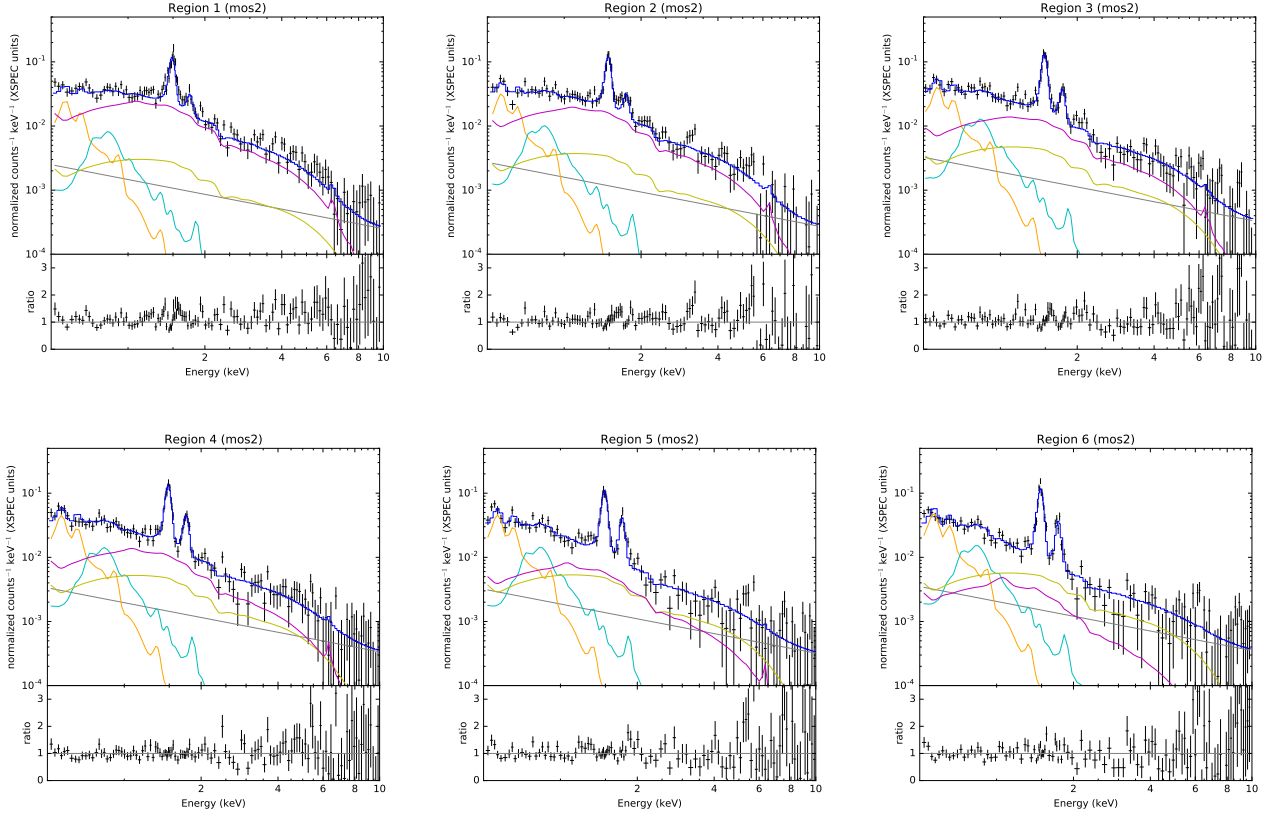 Region 1 (mos2)
normalized counts⁻¹ keV⁻¹ (XSPEC units)
10⁻¹
10⁻²
10⁻³
10⁻⁴
ratio
3
2
1
0
2 4 6 8 10
Energy (keV)
Region 2 (mos2)
normalized counts⁻¹ keV⁻¹ (XSPEC units)
10⁻¹
10⁻²
10⁻³
10⁻⁴
ratio
3
2
1
0
2 4 6 8 10
Energy (keV)
Region 3 (mos2)
normalized counts⁻¹ keV⁻¹ (XSPEC units)
10⁻¹
10⁻²
10⁻³
10⁻⁴
ratio
3
2
1
0
2 4 6 8 10
Energy (keV)
Region 4 (mos2)
normalized counts⁻¹ keV⁻¹ (XSPEC units)
10⁻¹
10⁻²
10⁻³
10⁻⁴
ratio
3
2
1
0
2 4 6 8 10
Energy (keV)
Region 5 (mos2)
normalized counts⁻¹ keV⁻¹ (XSPEC units)
10⁻¹
10⁻²
10⁻³
10⁻⁴
ratio
3
2
1
0
2 4 6 8 10
Energy (keV)
Region 6 (mos2)
normalized counts⁻¹ keV⁻¹ (XSPEC units)
10⁻¹
10⁻²
10⁻³
10⁻⁴
ratio
3
2
1
0
2 4 6 8 10
Energy (keV)